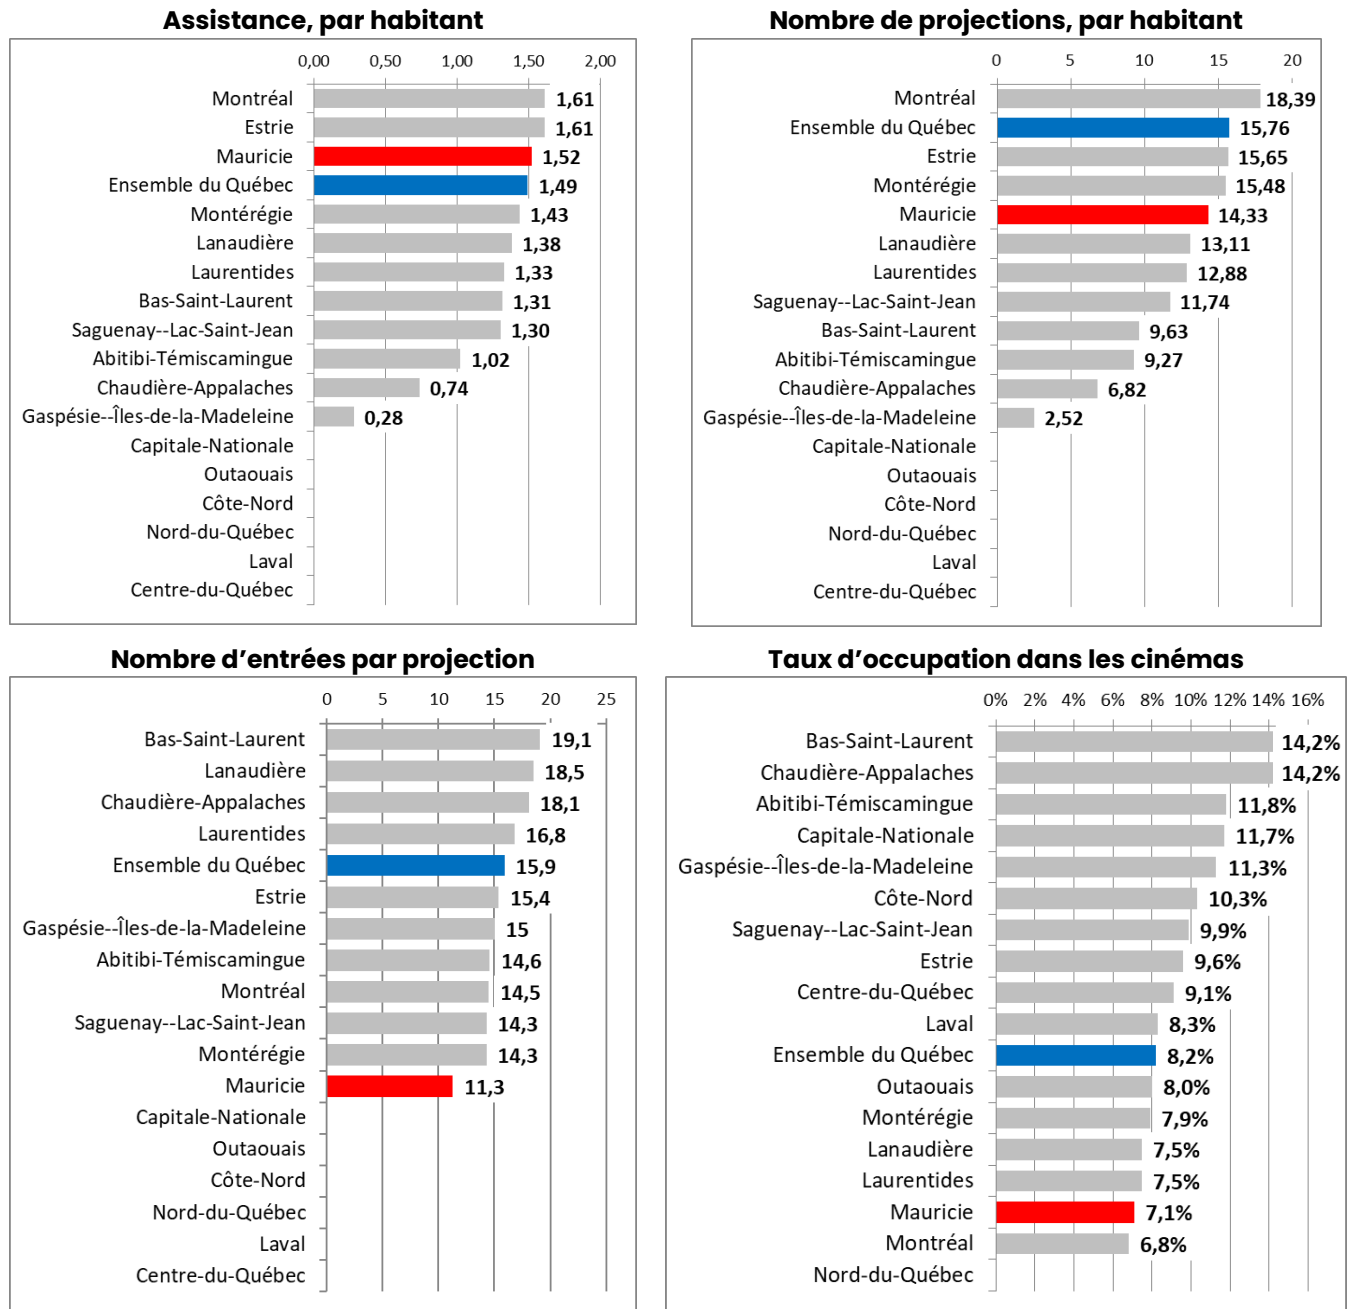 Assistance, par habitant
0,00 0,50 1,00 1,50 2,00
Montréal 1,61
Estrie 1,61
Mauricie 1,52
Ensemble du Québec 1,49
Montérégie 1,43
Lanaudière 1,38
Laurentides 1,33
Bas-Saint-Laurent 1,31
Saguenay--Lac-Saint-Jean 1,30
Abitibi-Témiscamingue 1,02
Chaudière-Appalaches 0,74
Gaspésie--Îles-de-la-Madeleine 0,28
Capitale-Nationale
Outaouais
Côte-Nord
Nord-du-Québec
Laval
Centre-du-Québec
Nombre de projections, par habitant
0 5 10 15 20
Montréal 18,39
Ensemble du Québec 15,76
Estrie 15,65
Montérégie 15,48
Mauricie 14,33
Lanaudière 13,11
Laurentides 12,88
Saguenay--Lac-Saint-Jean 11,74
Bas-Saint-Laurent 9,63
Abitibi-Témiscamingue 9,27
Chaudière-Appalaches 6,82
Gaspésie--Îles-de-la-Madeleine 2,52
Capitale-Nationale
Outaouais
Côte-Nord
Nord-du-Québec
Laval
Centre-du-Québec
Nombre d’entrées par projection
0 5 10 15 20 25
Bas-Saint-Laurent 19,1
Lanaudière 18,5
Chaudière-Appalaches 18,1
Laurentides 16,8
Ensemble du Québec 15,9
Estrie 15,4
Gaspésie--Îles-de-la-Madeleine 15
Abitibi-Témiscamingue 14,6
Montréal 14,5
Saguenay--Lac-Saint-Jean 14,3
Montérégie 14,3
Mauricie 11,3
Capitale-Nationale
Outaouais
Côte-Nord
Nord-du-Québec
Laval
Centre-du-Québec
Taux d’occupation dans les cinémas
0% 2% 4% 6% 8% 10% 12% 14% 16%
Bas-Saint-Laurent 14,2%
Chaudière-Appalaches 14,2%
Abitibi-Témiscamingue 11,8%
Capitale-Nationale 11,7%
Gaspésie--Îles-de-la-Madeleine 11,3%
Côte-Nord 10,3%
Saguenay--Lac-Saint-Jean 9,9%
Estrie 9,6%
Centre-du-Québec 9,1%
Laval 8,3%
Ensemble du Québec 8,2%
Outaouais 8,0%
Montérégie 7,9%
Lanaudière 7,5%
Laurentides 7,5%
Mauricie 7,1%
Montréal 6,8%
Nord-du-Québec